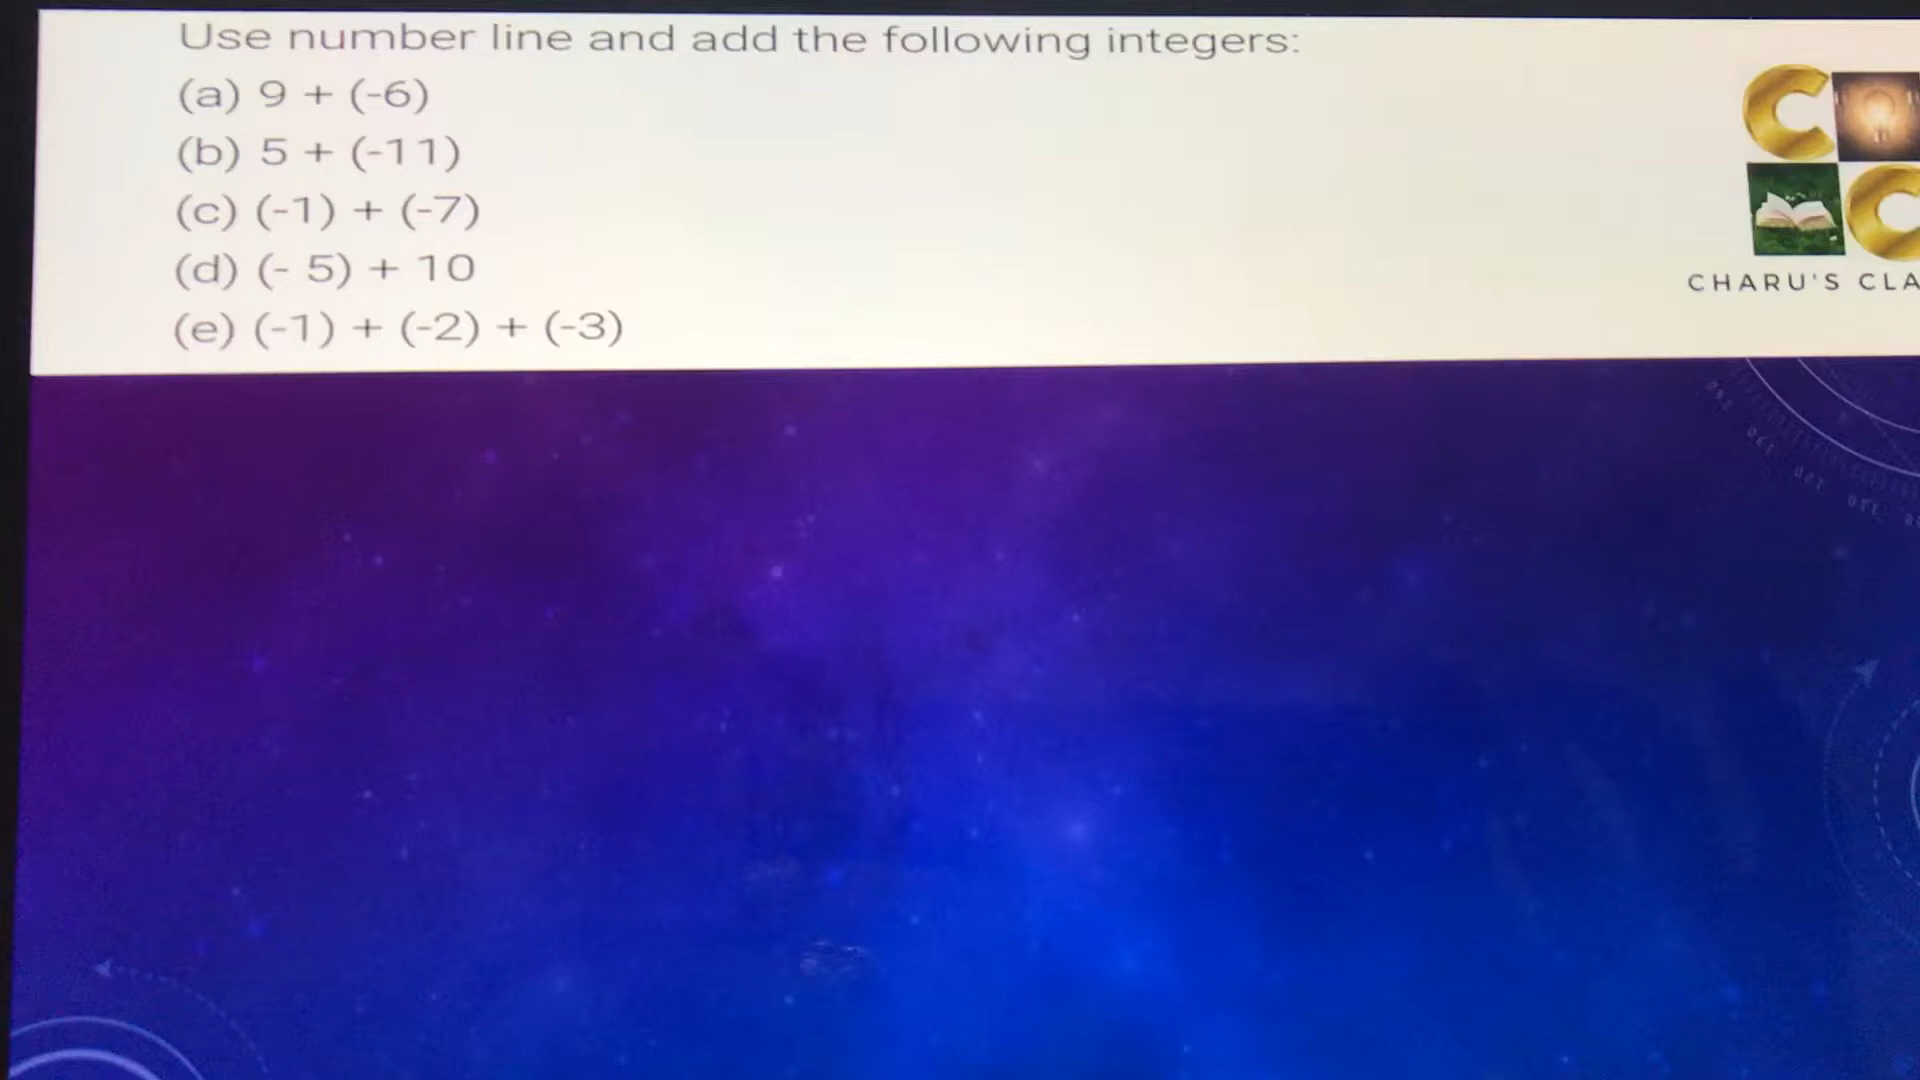 Use number line and add the following integers:
(a) 9 + (-6)
(b) 5 + (-11)
(c) (-1) + (-7)
(d) (- 5) + 10
(e) (-1) + (-2) + (-3)
C
C
CHARU'S CLA